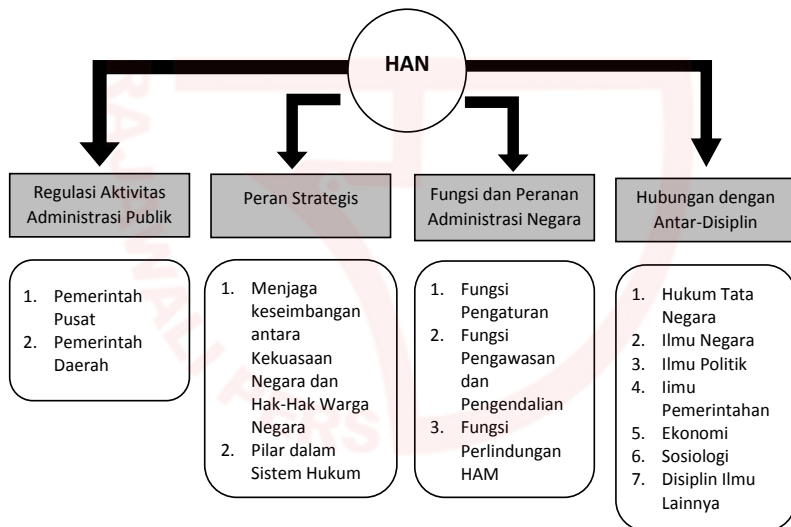 HAN
Regulasi Aktivitas
Administrasi Publik
Peran Strategis
Fungsi dan Peranan
Administrasi Negara
Hubungan dengan
Antar-Disiplin
1. Pemerintah
Pusat
2. Pemerintah
Daerah
1. Menjaga
keseimbangan
antara
Kekuasaan
Negara dan
Hak-Hak Warga
Negara
2. Pilar dalam
Sistem Hukum
1. Fungsi
Pengaturan
2. Fungsi
Pengawasan
dan
Pengendalian
3. Fungsi
Perlindungan
HAM
1. Hukum Tata
Negara
2. Ilmu Negara
3. Ilmu Politik
4. Iimu
Pemerintahan
5. Ekonomi
6. Sosiologi
7. Disiplin Ilmu
Lainnya
RAJAWALI PERS